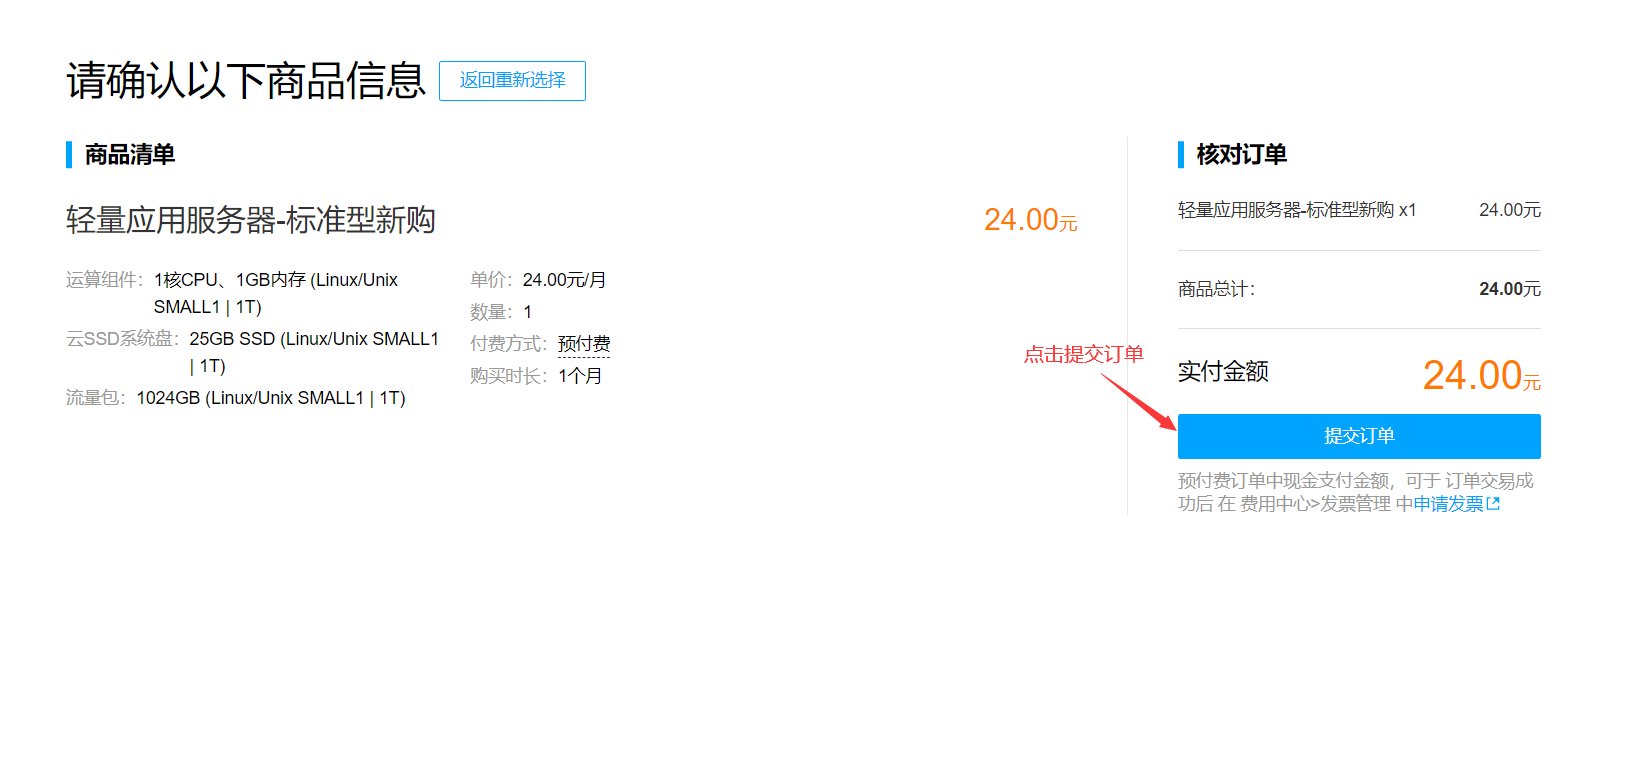 请确认以下商品信息 返回重新选择
商品清单
轻量应用服务器-标准型新购 24.00元
运算组件： 1核CPU、1GB内存 (Linux/Unix
SMALL1 | 1T)
云SSD系统盘： 25GB SSD (Linux/Unix SMALL1
| 1T)
流量包： 1024GB (Linux/Unix SMALL1 | 1T)
单价： 24.00元/月
数量： 1
付费方式： 预付费
购买时长： 1个月
点击提交订单
核对订单
轻量应用服务器-标准型新购 x1 24.00元
商品总计： 24.00元
实付金额 24.00元
提交订单
预付费订单中现金支付金额，可于 订单交易成
功后 在 费用中心>发票管理 中申请发票